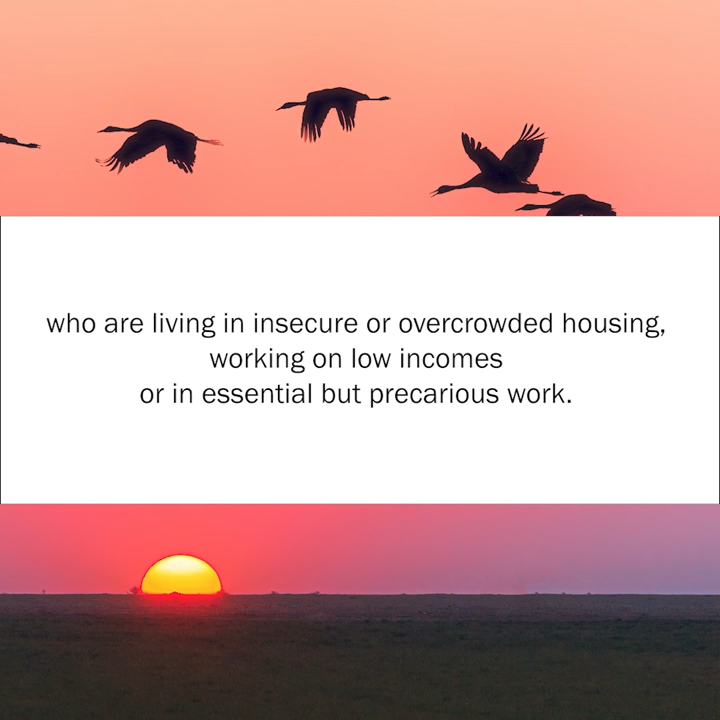 who are living in insecure or overcrowded housing,
working on low incomes
or in essential but precarious work.